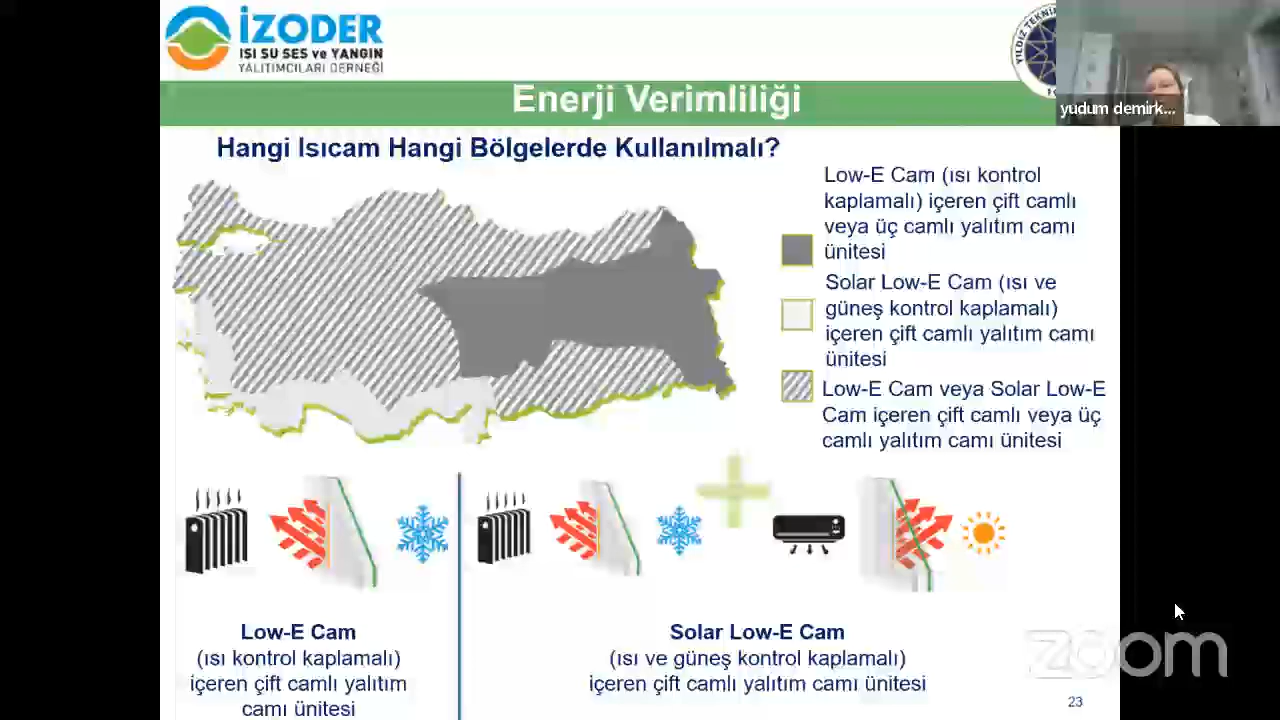 İZODER
ISI SU SES ve YANGIN
YALITIMCILARI DERNEĞİ
YILDIZ TEKNİK
yudum demirk...
Enerji Verimliliği
Hangi Isıcam Hangi Bölgelerde Kullanılmalı?
Low-E Cam (ısı kontrol
kaplamalı) içeren çift camlı
veya üç camlı yalıtım camı
ünitesi
Solar Low-E Cam (ısı ve
güneş kontrol kaplamalı)
içeren çift camlı yalıtım camı
ünitesi
Low-E Cam veya Solar Low-E
Cam içeren çift camlı veya üç
camlı yalıtım camı ünitesi
Low-E Cam
(ısı kontrol kaplamalı)
içeren çift camlı yalıtım
camı ünitesi
Solar Low-E Cam
(ısı ve güneş kontrol kaplamalı)
içeren çift camlı yalıtım camı ünitesi
zoom
23